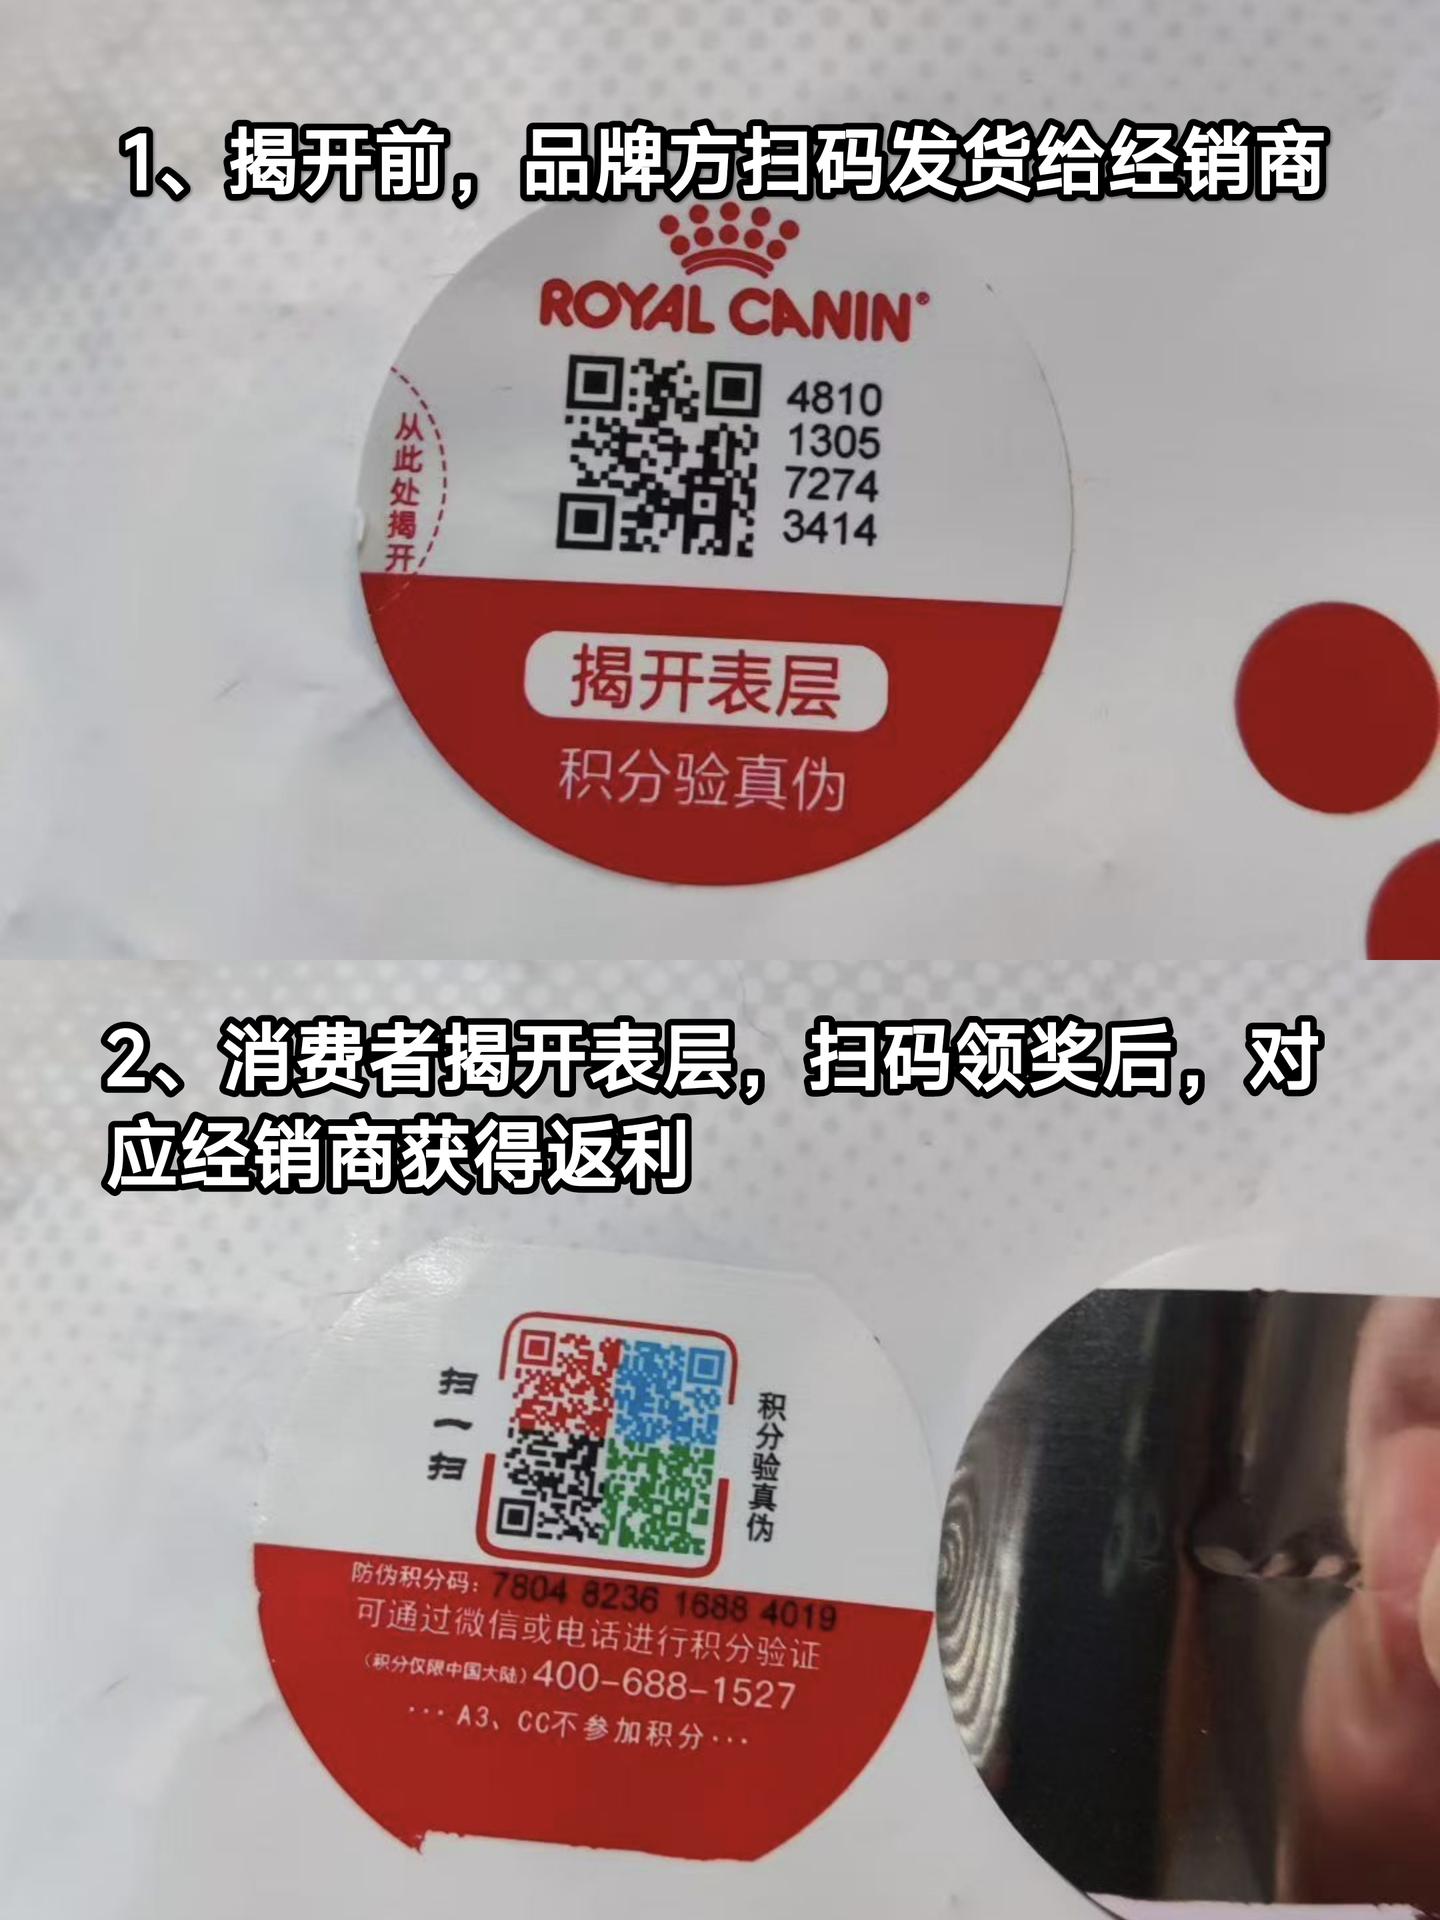 1、揭开前，品牌方扫码发货给经销商
ROYAL CANIN®
4810
1305
7274
3414
从此处揭开
揭开表层
积分验真伪
2、消费者揭开表层，扫码领奖后，对
应经销商获得返利
扫一扫
积分验真伪
防伪积分码：7804 8236 1688 4019
可通过微信或电话进行积分验证
（积分仅限中国大陆）400-688-1527
···A3、CC不参加积分···